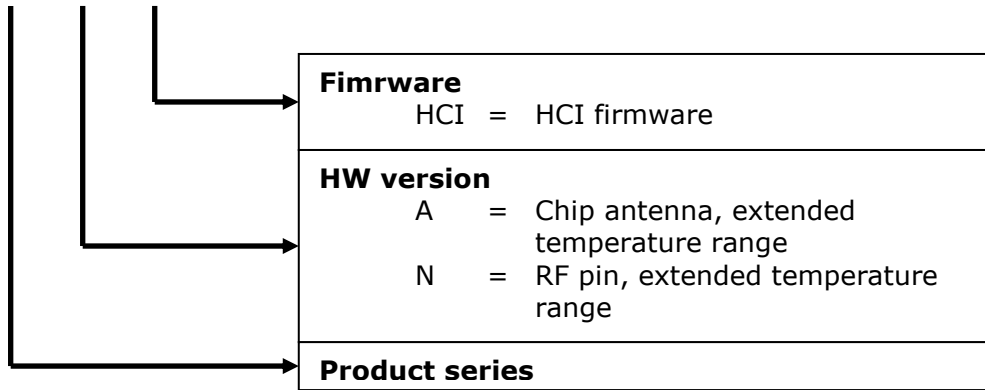 Fimrware
HCI = HCI firmware
HW version
A = Chip antenna, extended
temperature range
N = RF pin, extended temperature
range
Product series